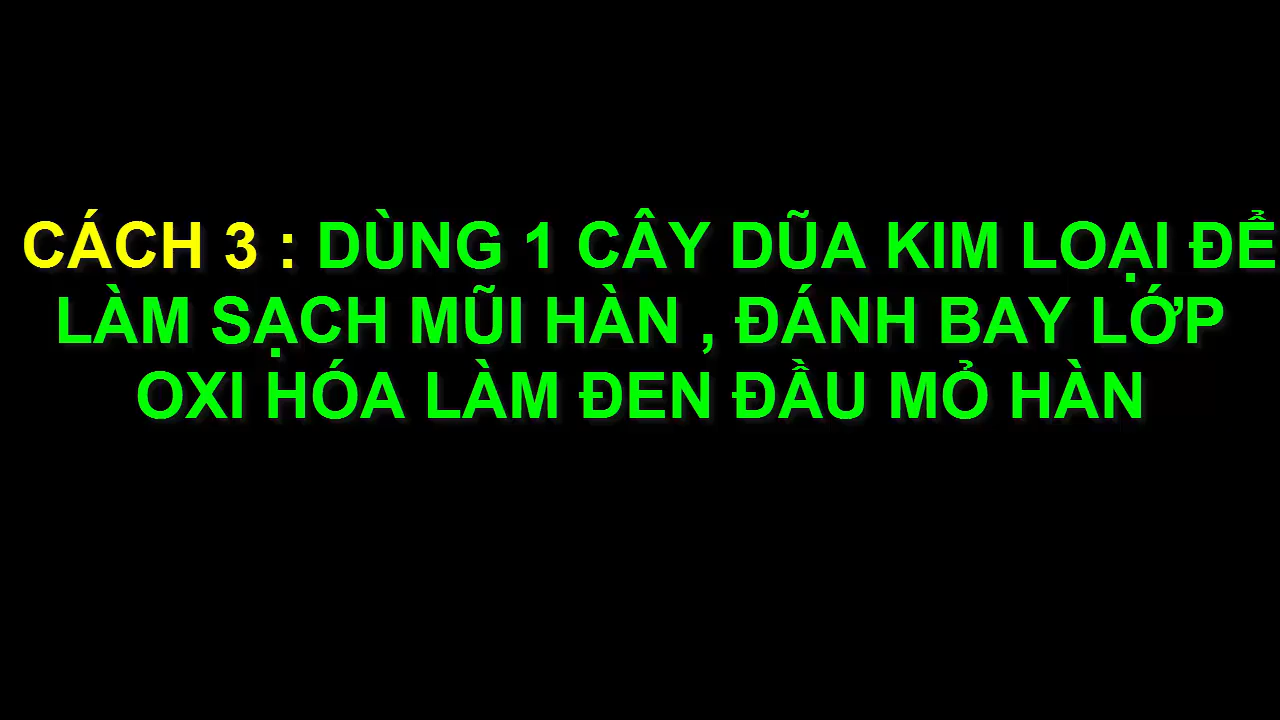 CÁCH 3 : DÙNG 1 CÂY DŨA KIM LOẠI ĐỂ
LÀM SẠCH MŨI HÀN , ĐÁNH BAY LỚP
OXI HÓA LÀM ĐEN ĐẦU MỎ HÀN